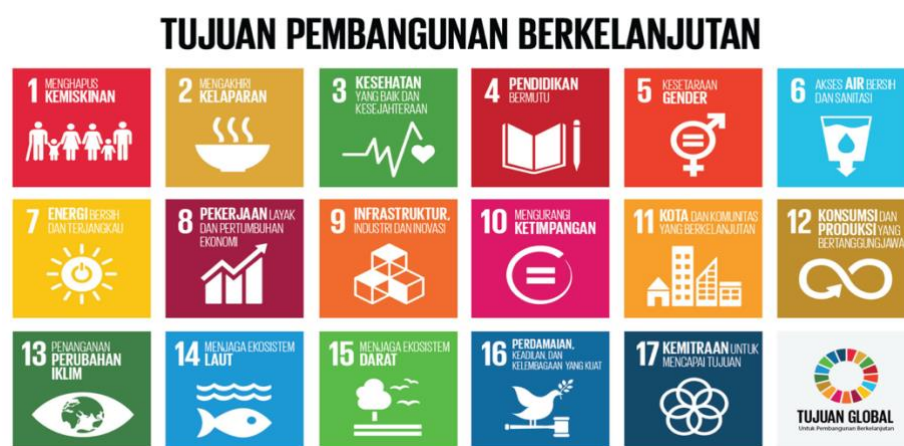 TUJUAN PEMBANGUNAN BERKELANJUTAN
1 MENGHAPUS
KEMISKINAN
2 MENGAKHIRI
KELAPARAN
3 KESEHATAN
YANG BAIK DAN
KESEJAHTERAAN
4 PENDIDIKAN
BERMUTU
5 KESETARAAN
GENDER
6 AKSES AIR BERSIH
DAN SANITASI
7 ENERGI BERSIH
DAN TERJANGKAU
8 PEKERJAAN LAYAK
DAN PERTUMBUHAN
EKONOMI
9 INFRASTRUKTUR,
INDUSTRI DAN INOVASI
10 MENGURANGI
KETIMPANGAN
11 KOTA DAN KOMUNITAS
YANG BERKELANJUTAN
12 KONSUMSI DAN
PRODUKSI YANG
BERTANGGUNGJAWA
13 PENANGANAN
PERUBAHAN
IKLIM
14 MENJAGA EKOSISTEM
LAUT
15 MENJAGA EKOSISTEM
DARAT
16 PERDAMAIAN,
KEADILAN, DAN
KELEMBAGAAN YANG KUAT
17 KEMITRAAN UNTUK
MENCAPAI TUJUAN
TUJUAN GLOBAL
Untuk Pembangunan Berkelanjutan